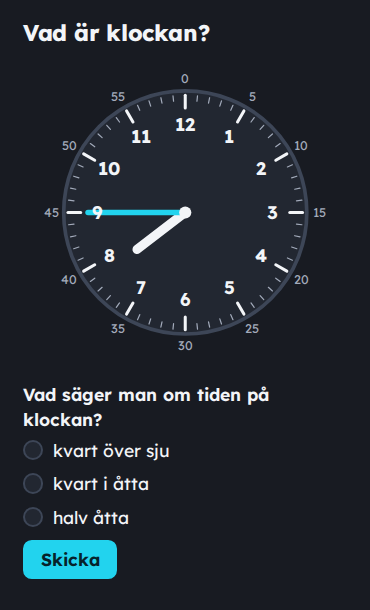 Vad är klockan?
0
55 5
11 12 1
50 10
10 2
45 9 3 15
8 4
40 20
7 6 5
35 25
30
Vad säger man om tiden på
klockan?
kvart över sju
kvart i åtta
halv åtta
Skicka